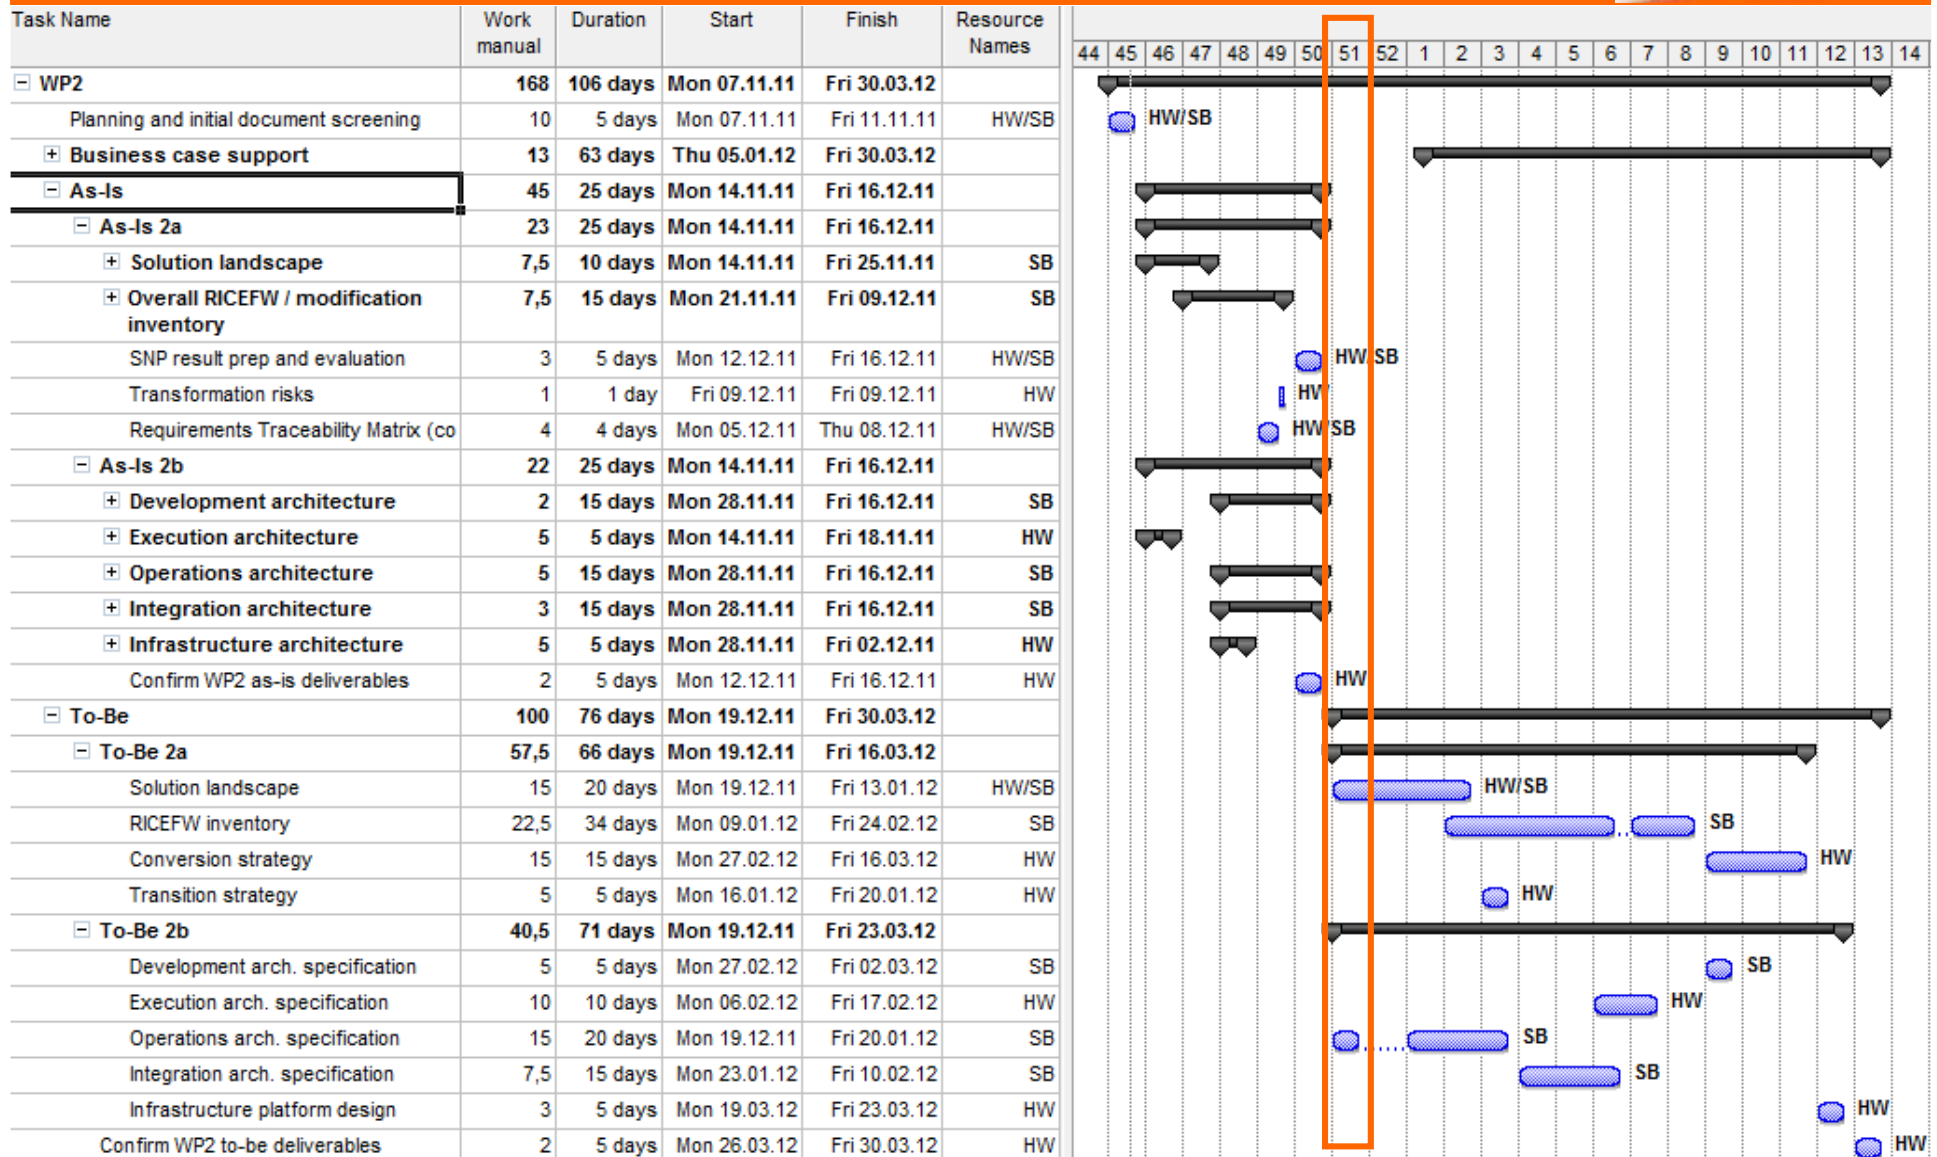 Task Name Work manual Duration Start Finish Resource Names
44 45 46 47 48 49 50 51 52 1 2 3 4 5 6 7 8 9 10 11 12 13 14
WP2 168 106 days Mon 07.11.11 Fri 30.03.12
Planning and initial document screening 10 5 days Mon 07.11.11 Fri 11.11.11 HW/SB HW/SB
Business case support 13 63 days Thu 05.01.12 Fri 30.03.12
As-Is 45 25 days Mon 14.11.11 Fri 16.12.11
As-Is 2a 23 25 days Mon 14.11.11 Fri 16.12.11
Solution landscape 7,5 10 days Mon 14.11.11 Fri 25.11.11 SB
Overall RICEFW / modification inventory 7,5 15 days Mon 21.11.11 Fri 09.12.11 SB
SNP result prep and evaluation 3 5 days Mon 12.12.11 Fri 16.12.11 HW/SB HW/SB
Transformation risks 1 1 day Fri 09.12.11 Fri 09.12.11 HW HW
Requirements Traceability Matrix (co 4 4 days Mon 05.12.11 Thu 08.12.11 HW/SB HW/SB
As-Is 2b 22 25 days Mon 14.11.11 Fri 16.12.11
Development architecture 2 15 days Mon 28.11.11 Fri 16.12.11 SB
Execution architecture 5 5 days Mon 14.11.11 Fri 18.11.11 HW
Operations architecture 5 15 days Mon 28.11.11 Fri 16.12.11 SB
Integration architecture 3 15 days Mon 28.11.11 Fri 16.12.11 SB
Infrastructure architecture 5 5 days Mon 28.11.11 Fri 02.12.11 HW
Confirm WP2 as-is deliverables 2 5 days Mon 12.12.11 Fri 16.12.11 HW HW
To-Be 100 76 days Mon 19.12.11 Fri 30.03.12
To-Be 2a 57,5 66 days Mon 19.12.11 Fri 16.03.12
Solution landscape 15 20 days Mon 19.12.11 Fri 13.01.12 HW/SB HW/SB
RICEFW inventory 22,5 34 days Mon 09.01.12 Fri 24.02.12 SB SB
Conversion strategy 15 15 days Mon 27.02.12 Fri 16.03.12 HW HW
Transition strategy 5 5 days Mon 16.01.12 Fri 20.01.12 HW HW
To-Be 2b 40,5 71 days Mon 19.12.11 Fri 23.03.12
Development arch. specification 5 5 days Mon 27.02.12 Fri 02.03.12 SB SB
Execution arch. specification 10 10 days Mon 06.02.12 Fri 17.02.12 HW HW
Operations arch. specification 15 20 days Mon 19.12.11 Fri 20.01.12 SB SB
Integration arch. specification 7,5 15 days Mon 23.01.12 Fri 10.02.12 SB SB
Infrastructure platform design 3 5 days Mon 19.03.12 Fri 23.03.12 HW HW
Confirm WP2 to-be deliverables 2 5 days Mon 26.03.12 Fri 30.03.12 HW HW